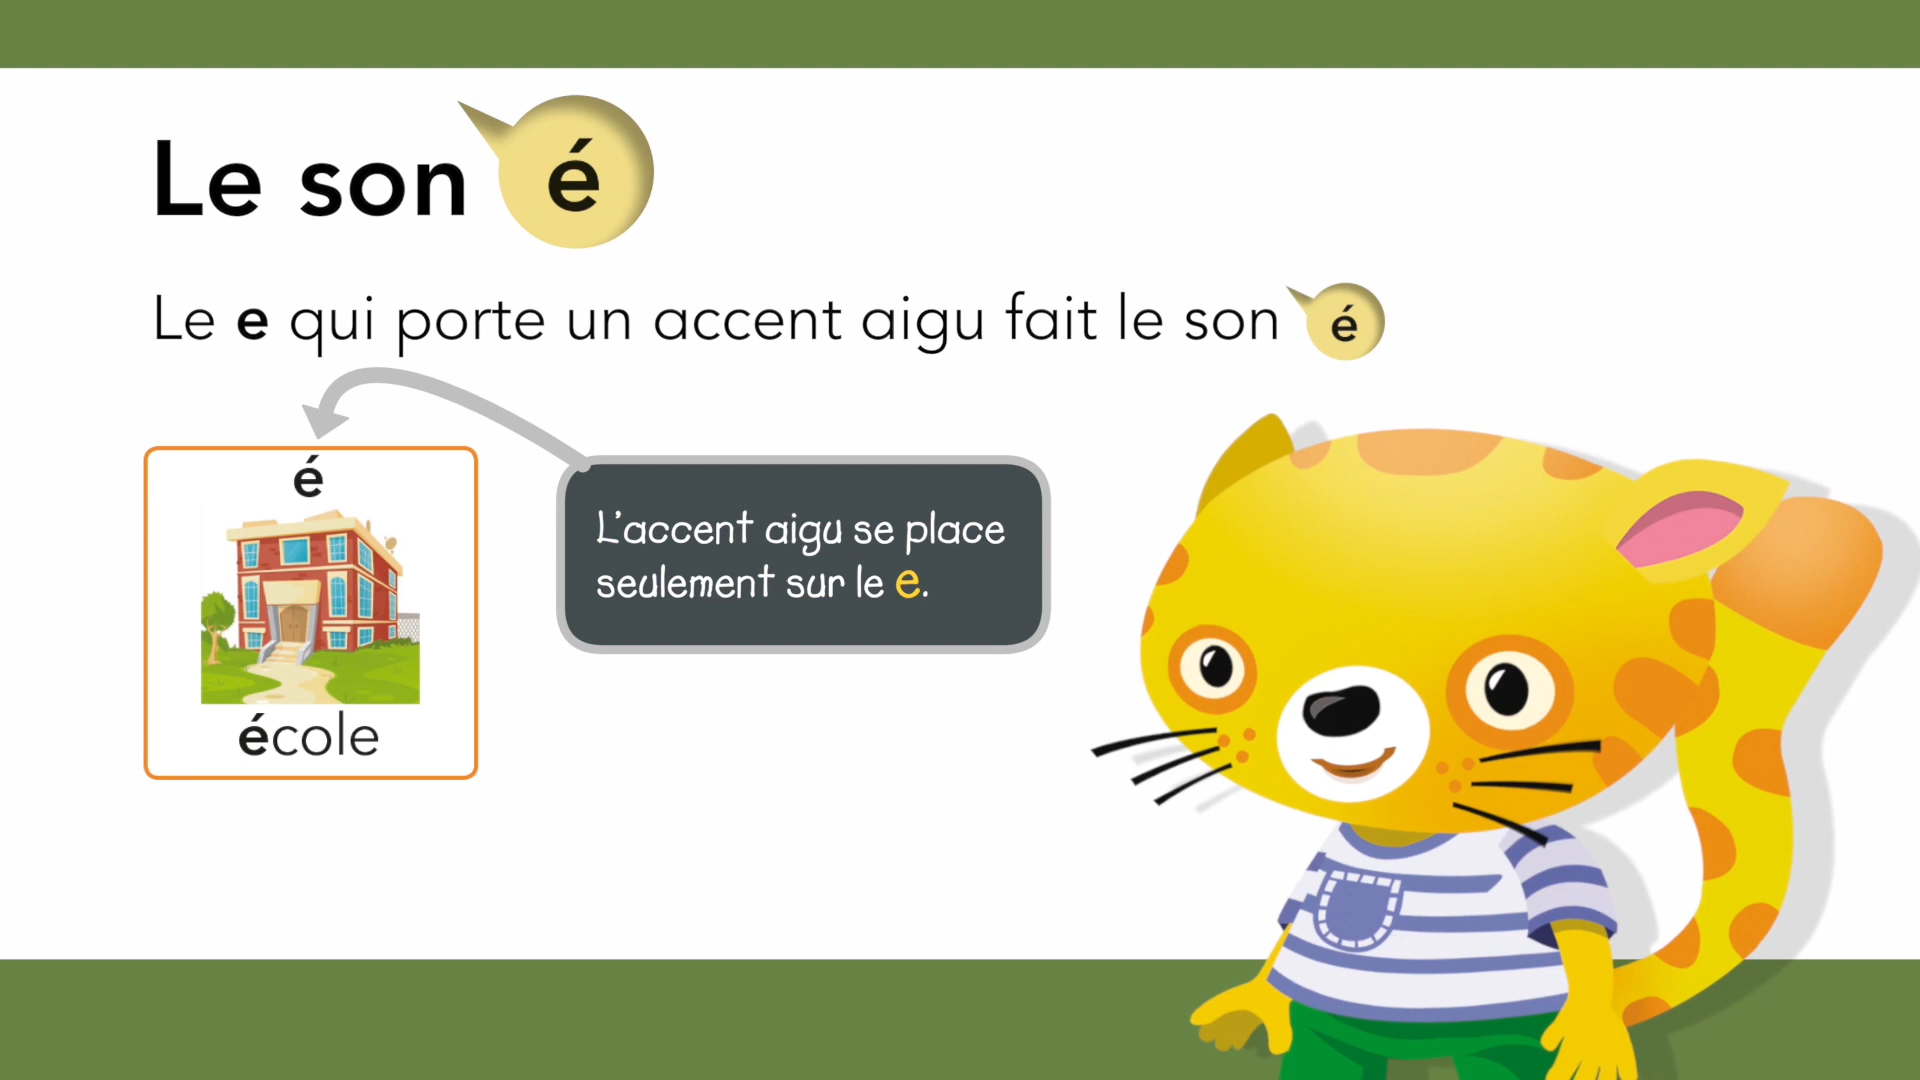 Le son é
Le e qui porte un accent aigu fait le son é
é
école
L'accent aigu se place
seulement sur le e.